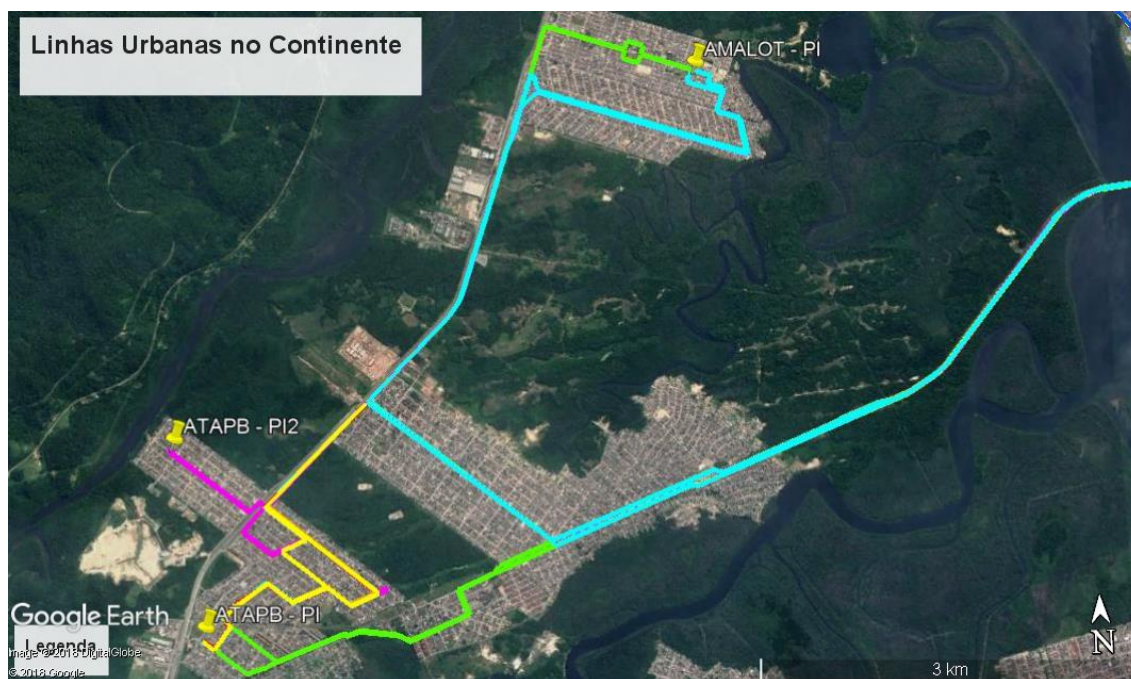 Linhas Urbanas no Continente
AMALOT - PI
ATAPB - PI2
ATAPB - PI
Google Earth
Legenda
Image © 2018 DigitalGlobe
© 2018 Google
3 km
N